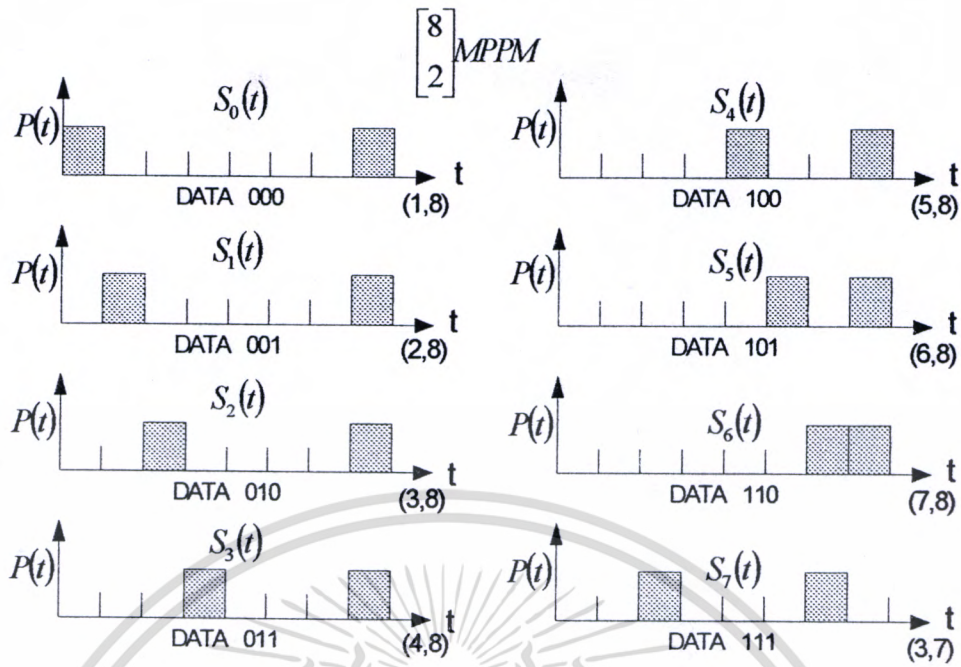 [8 2] MPPM
P(t) S₀(t) t
DATA 000 (1,8)
P(t) S₁(t) t
DATA 001 (2,8)
P(t) S₂(t) t
DATA 010 (3,8)
P(t) S₃(t) t
DATA 011 (4,8)
P(t) S₄(t) t
DATA 100 (5,8)
P(t) S₅(t) t
DATA 101 (6,8)
P(t) S₆(t) t
DATA 110 (7,8)
P(t) S₇(t) t
DATA 111 (3,7)